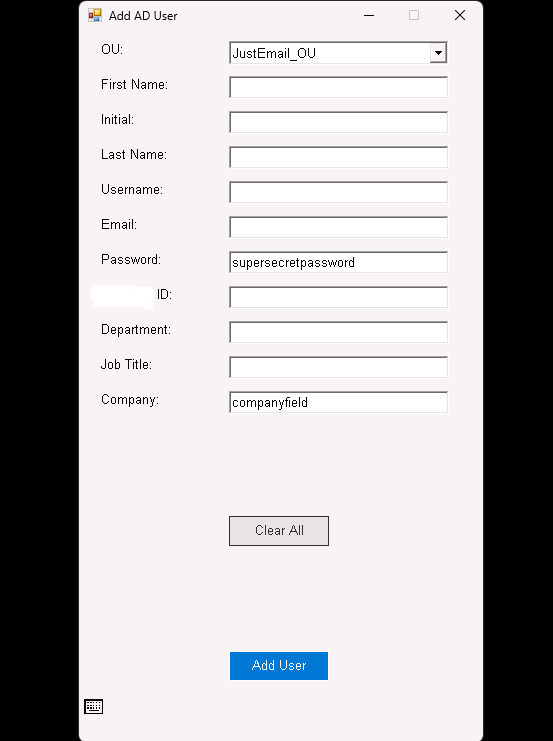 Add AD User
OU: JustEmail_OU
First Name:
Initial:
Last Name:
Username:
Email:
Password: supersecretpassword
ID:
Department:
Job Title:
Company: companyfield
Clear All
Add User